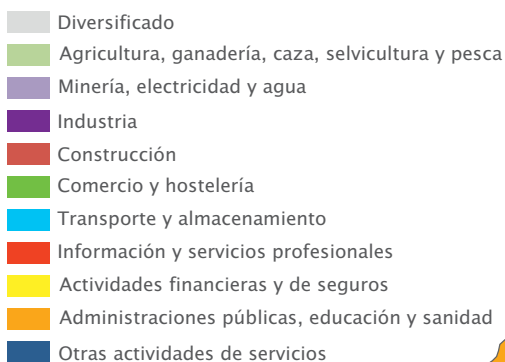 Diversificado
Agricultura, ganadería, caza, selvicultura y pesca
Minería, electricidad y agua
Industria
Construcción
Comercio y hostelería
Transporte y almacenamiento
Información y servicios profesionales
Actividades financieras y de seguros
Administraciones públicas, educación y sanidad
Otras actividades de servicios